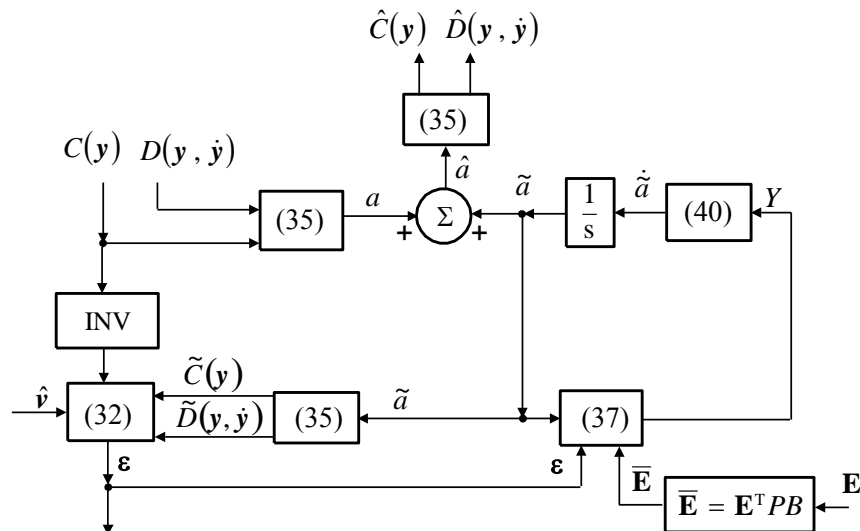 Ĉ(y) D̂(y , ẏ)
(35)
C(y) D(y , ẏ)
â
(35) a Σ ã 1/s ã̇ (40) Y
+ +
INV
C̃(y)
v̂ (32) (35) ã (37)
D̃(y, ẏ)
ε ε E̅ E̅ = EᵀPB E